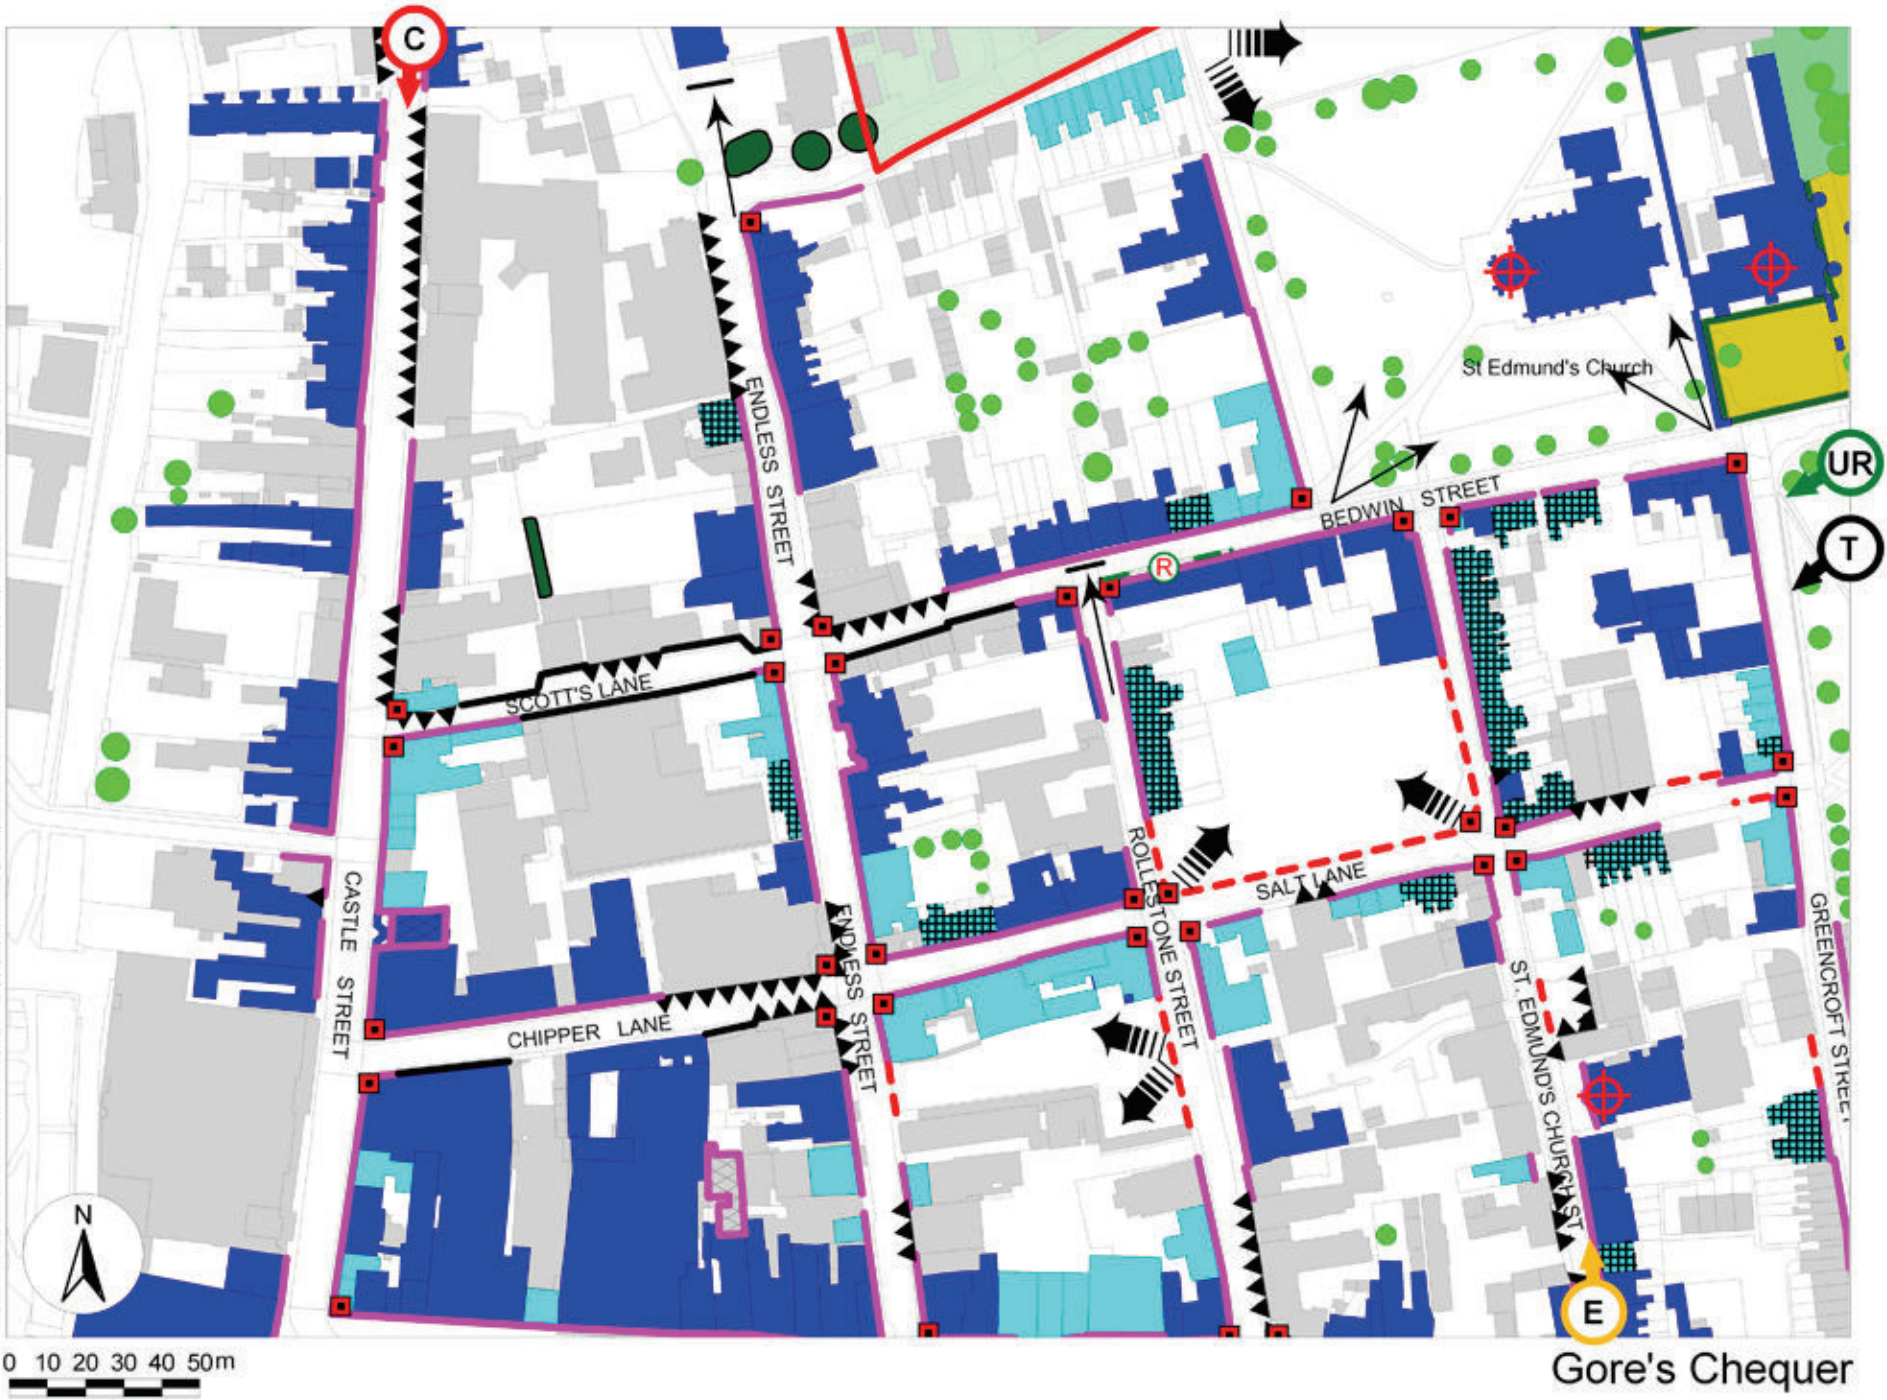 C
ENDLESS STREET
St Edmund's Church
UR
BEDWIN STREET
T
R
SCOTT'S LANE
ROLLESTONE STREET
SALT LANE
CASTLE STREET
ENDLESS STREET
GREENCROFT STREET
ST. EDMUND'S CHURCH ST
CHIPPER LANE
N
E
0 10 20 30 40 50m
Gore's Chequer